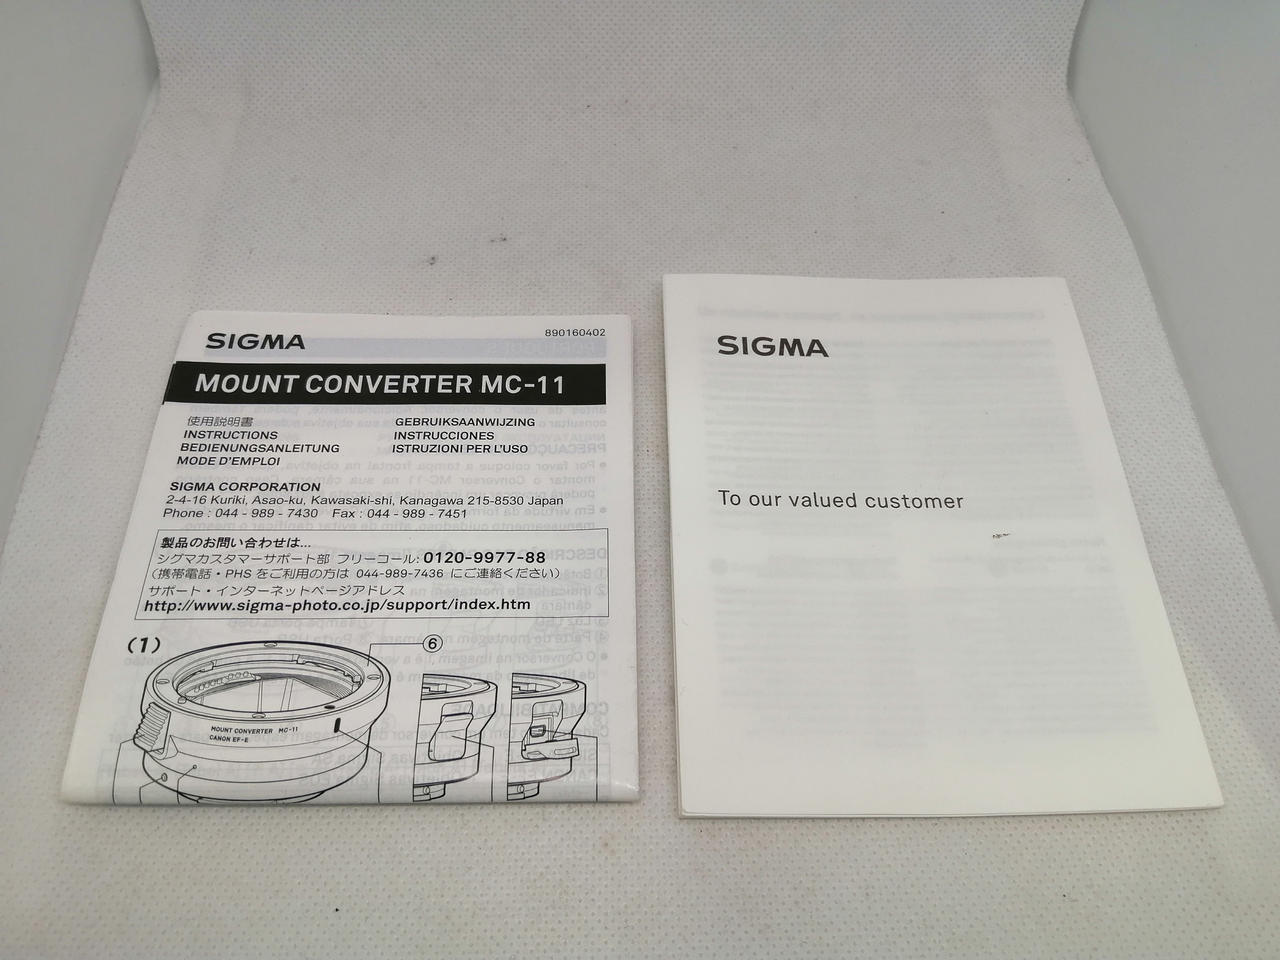 SIGMA
890160402
MOUNT CONVERTER MC-11
使用説明書
INSTRUCTIONS
BEDIENUNGSANLEITUNG
MODE D'EMPLOI
GEBRUIKSAANWIJZING
INSTRUCCIONES
ISTRUZIONI PER L'USO
SIGMA CORPORATION
2-4-16 Kuriki, Asao-ku, Kawasaki-shi, Kanagawa 215-8530 Japan
Phone : 044 - 989 - 7430 Fax : 044 - 989 - 7451
製品のお問い合わせは...
シグマカスタマーサポート部 フリーコール: 0120-9977-88
(携帯電話・PHS をご利用の方は 044-989-7436 にご連絡ください)
サポート・インターネットページアドレス
http://www.sigma-photo.co.jp/support/index.htm
(1)
⑥
MOUNT CONVERTER MC-11
CANON EF-E
SIGMA
To our valued customer